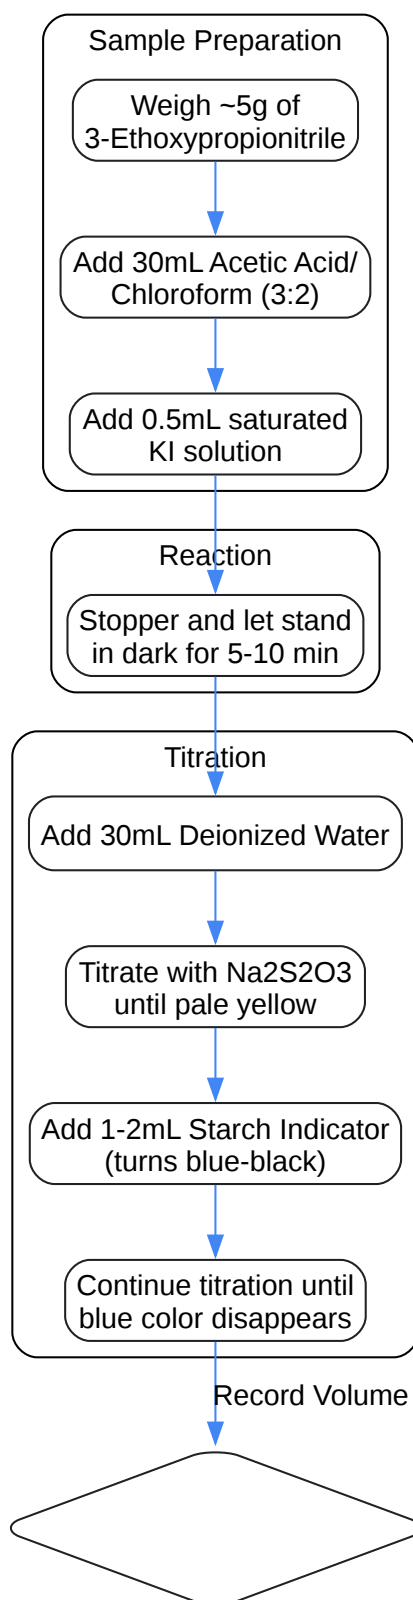 Sample Preparation
Weigh ~5g of
3-Ethoxypropionitrile
Add 30mL Acetic Acid/
Chloroform (3:2)
Add 0.5mL saturated
KI solution
Reaction
Stopper and let stand
in dark for 5-10 min
Titration
Add 30mL Deionized Water
Titrate with Na2S2O3
until pale yellow
Add 1-2mL Starch Indicator
(turns blue-black)
Continue titration until
blue color disappears
Record Volume